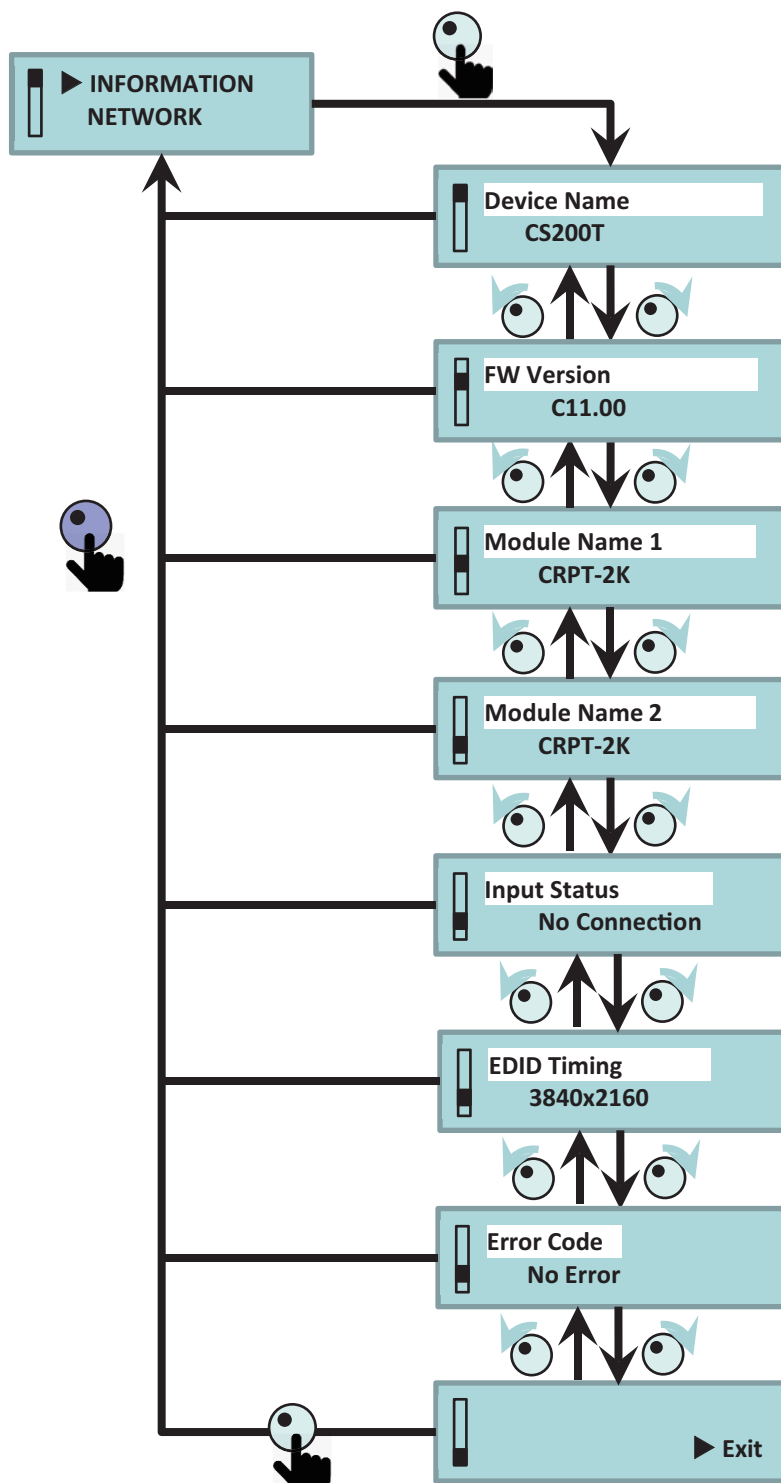 ▶ INFORMATION
NETWORK
Device Name
CS200T
FW Version
C11.00
Module Name 1
CRPT-2K
Module Name 2
CRPT-2K
Input Status
No Connection
EDID Timing
3840x2160
Error Code
No Error
▶ Exit